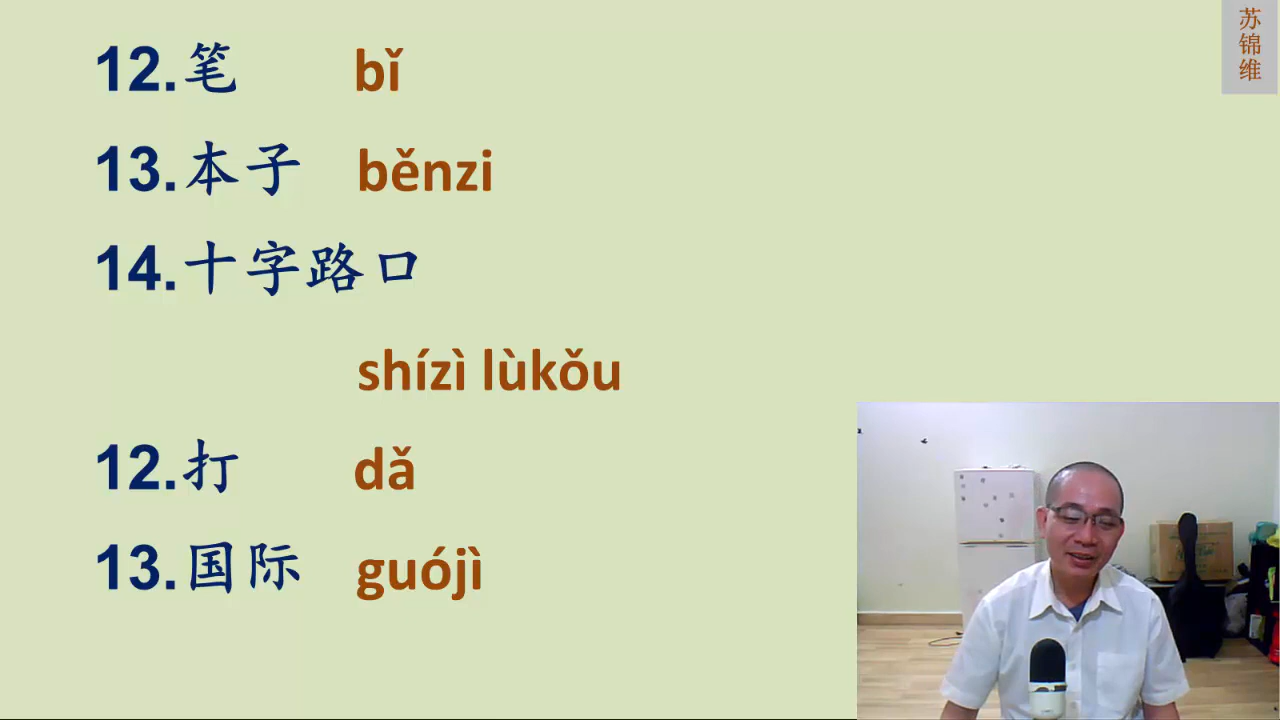 12.笔 bǐ
13.本子 běnzi
14.十字路口
shízì lùkǒu
12.打 dǎ
13.国际 guójì
苏锦维